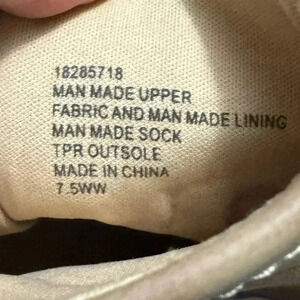 18285718
MAN MADE UPPER
FABRIC AND MAN MADE LINING
MAN MADE SOCK
TPR OUTSOLE
MADE IN CHINA
7.5WW